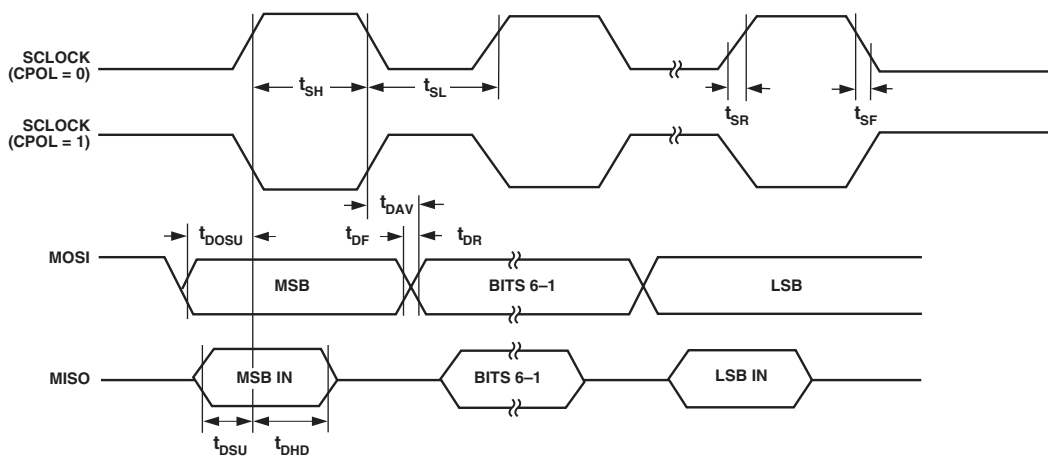 SCLOCK
(CPOL = 0)
tSH
tSL
tSR
tSF
SCLOCK
(CPOL = 1)
tDAV
tDOSU
tDF
tDR
MOSI
MSB
BITS 6–1
LSB
MISO
MSB IN
BITS 6–1
LSB IN
tDSU
tDHD